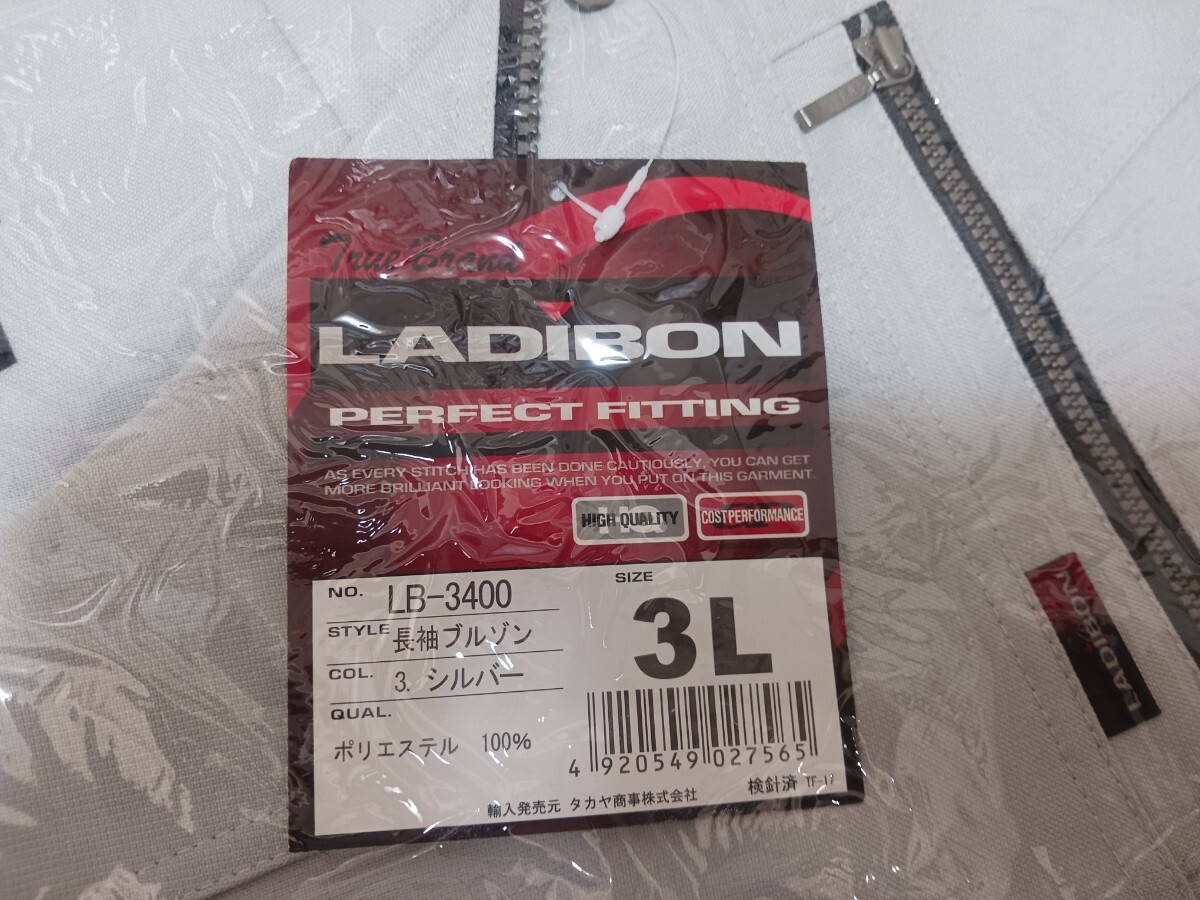 True Brand
LADIBON
PERFECT FITTING
AS EVERY STITCH HAS BEEN DONE CAUTIOUSLY, YOU CAN GET
MORE BRILLIANT LOOKING WHEN YOU PUT ON THIS GARMENT.
HIGH QUALITY
COSTPERFORMANCE
NO. LB-3400
STYLE 長袖ブルゾン
COL. 3. シルバー
QUAL.
ポリエステル 100%
SIZE
3L
4 920549 027565
検針済 TF-17
輸入発売元 タカヤ商事株式会社
LADIBON